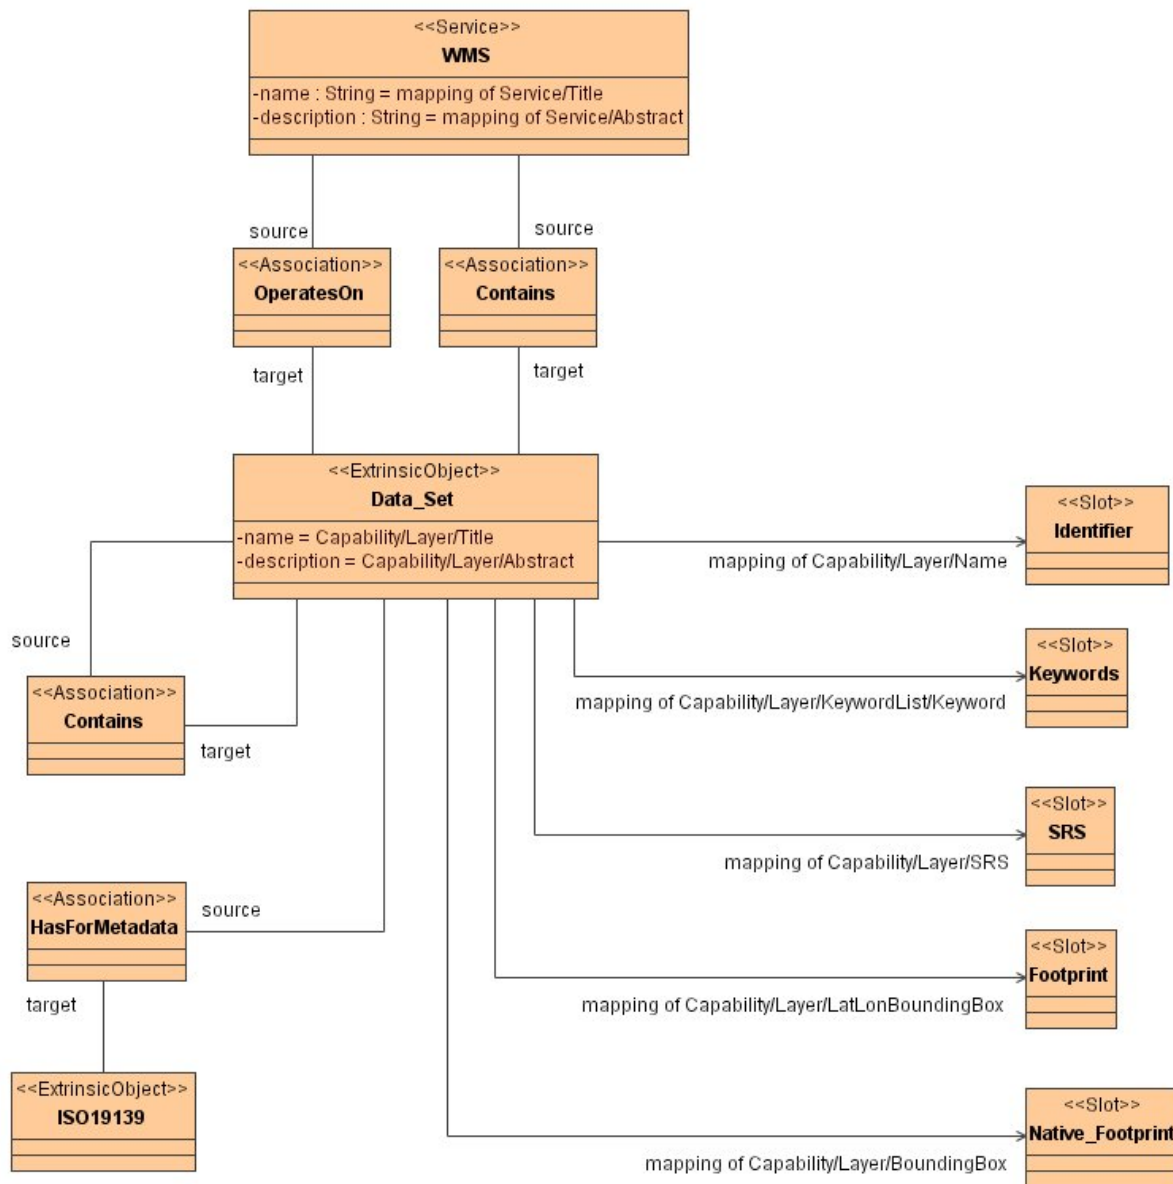 <<Service>>
WMS
-name : String = mapping of Service/Title
-description : String = mapping of Service/Abstract
source
source
<<Association>>
OperatesOn
<<Association>>
Contains
target
target
<<ExtrinsicObject>>
Data_Set
-name = Capability/Layer/Title
-description = Capability/Layer/Abstract
<<Slot>>
Identifier
mapping of Capability/Layer/Name
source
<<Slot>>
Keywords
mapping of Capability/Layer/KeywordList/Keyword
<<Association>>
Contains
target
<<Slot>>
SRS
mapping of Capability/Layer/SRS
<<Association>>
HasForMetadata
source
<<Slot>>
Footprint
mapping of Capability/Layer/LatLonBoundingBox
target
<<ExtrinsicObject>>
ISO19139
<<Slot>>
Native_Footprint
mapping of Capability/Layer/BoundingBox